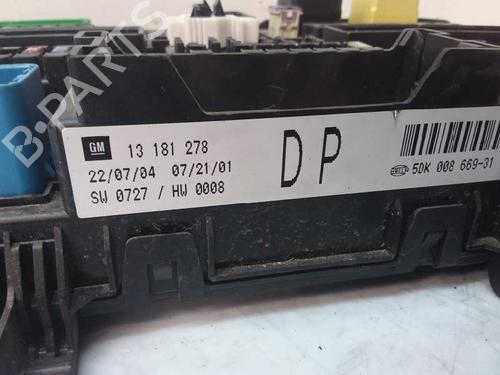 GM 13 181 278
22/07/04 07/21/01
SW 0727 / HW 0008
DP
HELLA 5DK 008 669-31
B-PARTS